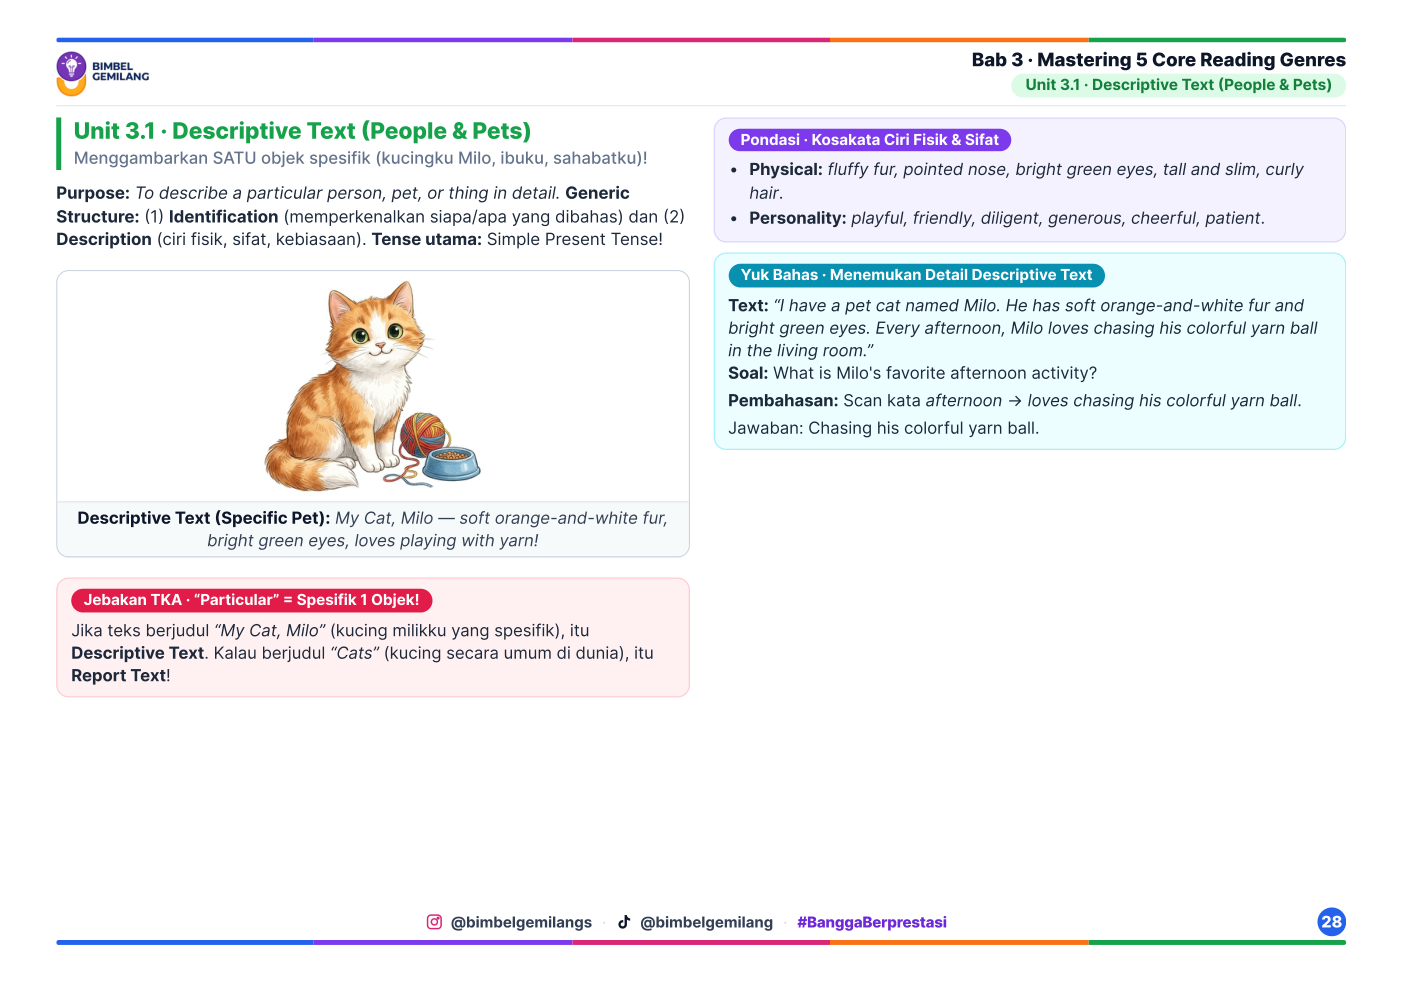 BIMBEL
GEMILANG
Bab 3 · Mastering 5 Core Reading Genres
Unit 3.1 · Descriptive Text (People & Pets)
Unit 3.1 · Descriptive Text (People & Pets)
Menggambarkan SATU objek spesifik (kucingku Milo, ibuku, sahabatku)!
Purpose: To describe a particular person, pet, or thing in detail. Generic
Structure: (1) Identification (memperkenalkan siapa/apa yang dibahas) dan (2)
Description (ciri fisik, sifat, kebiasaan). Tense utama: Simple Present Tense!
Descriptive Text (Specific Pet): My Cat, Milo — soft orange-and-white fur,
bright green eyes, loves playing with yarn!
Jebakan TKA · “Particular” = Spesifik 1 Objek!
Jika teks berjudul “My Cat, Milo” (kucing milikku yang spesifik), itu
Descriptive Text. Kalau berjudul “Cats” (kucing secara umum di dunia), itu
Report Text!
Pondasi · Kosakata Ciri Fisik & Sifat
• Physical: fluffy fur, pointed nose, bright green eyes, tall and slim, curly
hair.
• Personality: playful, friendly, diligent, generous, cheerful, patient.
Yuk Bahas · Menemukan Detail Descriptive Text
Text: “I have a pet cat named Milo. He has soft orange-and-white fur and
bright green eyes. Every afternoon, Milo loves chasing his colorful yarn ball
in the living room.”
Soal: What is Milo's favorite afternoon activity?
Pembahasan: Scan kata afternoon → loves chasing his colorful yarn ball.
Jawaban: Chasing his colorful yarn ball.
@bimbelgemilangs · @bimbelgemilang · #BanggaBerprestasi
28